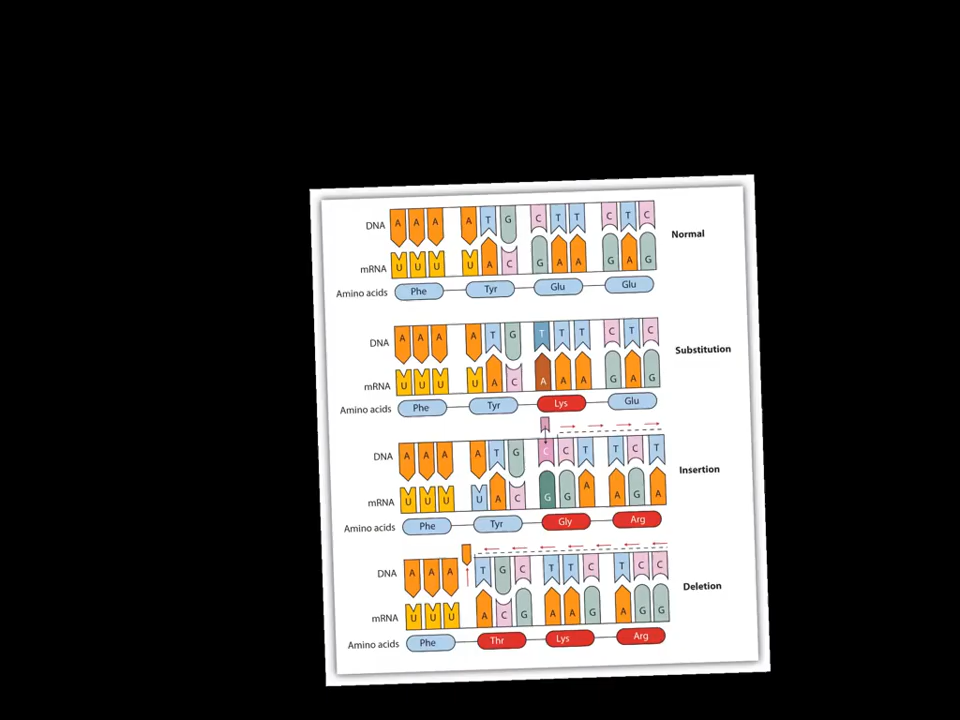 DNA A A A A T G C T T C T C
mRNA U U U U A C G A A G A G
Normal
Amino acids Phe Tyr Glu Glu
DNA A A A A T G T T T C T C
mRNA U U U U A C A A A G A G
Substitution
Amino acids Phe Tyr Lys Glu
DNA A A A A T G C C T T C T
mRNA U U U U A C G G A A G A
Insertion
Amino acids Phe Tyr Gly Arg
DNA A A A T G C T T C T C C
mRNA U U U A C G A A G A G G
Deletion
Amino acids Phe Thr Lys Arg